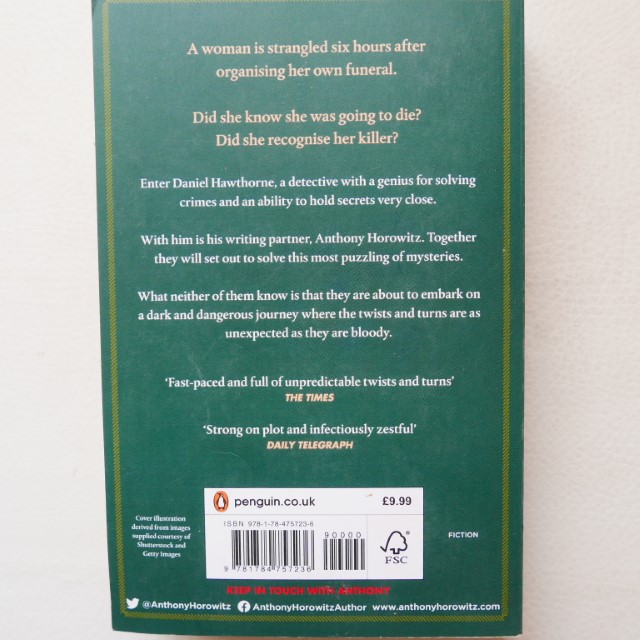 A woman is strangled six hours after
organising her own funeral.
Did she know she was going to die?
Did she recognise her killer?
Enter Daniel Hawthorne, a detective with a genius for solving
crimes and an ability to hold secrets very close.
With him is his writing partner, Anthony Horowitz. Together
they will set out to solve this most puzzling of mysteries.
What neither of them know is that they are about to embark on
a dark and dangerous journey where the twists and turns are as
unexpected as they are bloody.
‘Fast-paced and full of unpredictable twists and turns’
THE TIMES
‘Strong on plot and infectiously zestful’
DAILY TELEGRAPH
penguin.co.uk £9.99
ISBN 978-1-78-475723-6
90000
9 781784 757236
FSC
Cover illustration
derived from images
supplied courtesy of
Shutterstock and
Getty Images
FICTION
KEEP IN TOUCH WITH ANTHONY
@AnthonyHorowitz AnthonyHorowitzAuthor www.anthonyhorowitz.com